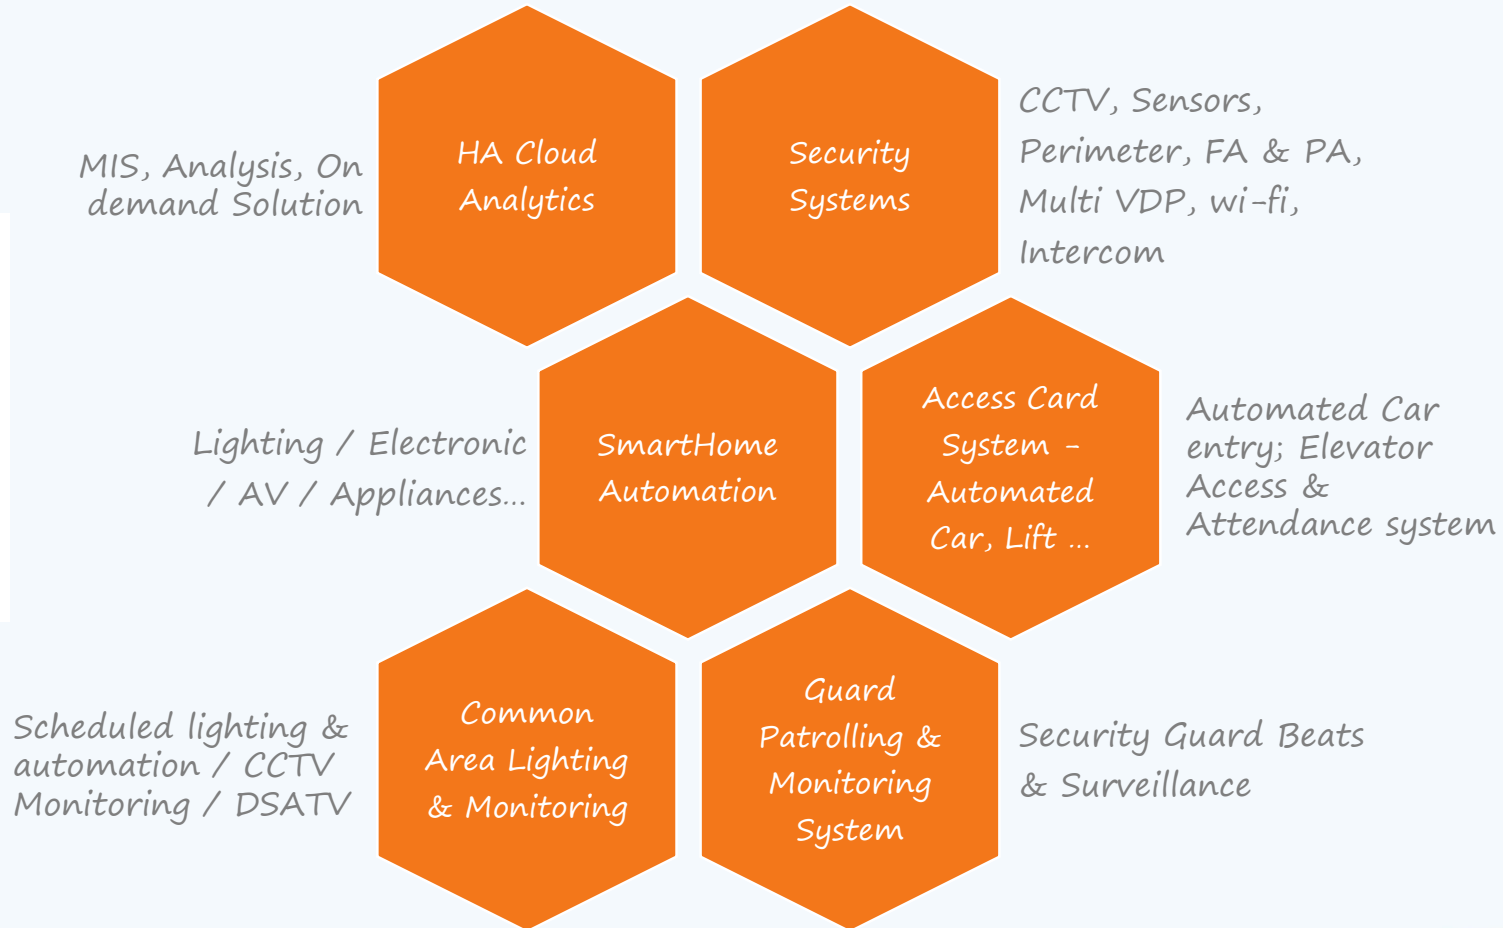 MIS, Analysis, On
demand Solution
HA Cloud
Analytics
Security
Systems
CCTV, Sensors,
Perimeter, FA & PA,
Multi VDP, wi-fi,
Intercom
Lighting / Electronic
/ AV / Appliances...
SmartHome
Automation
Access Card
System -
Automated
Car, Lift ...
Automated Car
entry; Elevator
Access &
Attendance system
Scheduled lighting &
automation / CCTV
Monitoring / DSATV
Common
Area Lighting
& Monitoring
Guard
Patrolling &
Monitoring
System
Security Guard Beats
& Surveillance